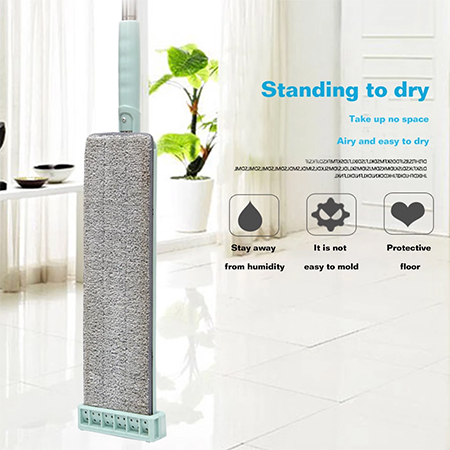 Standing to dry
Take up no space
Airy and easy to dry
Stay away
from humidity
It is not
easy to mold
Protective
floor